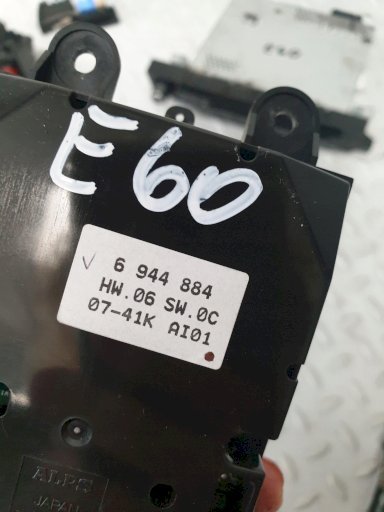 E60
6 944 884
HW.06 SW.0C
07-41K AI01
ALPS
JAPAN